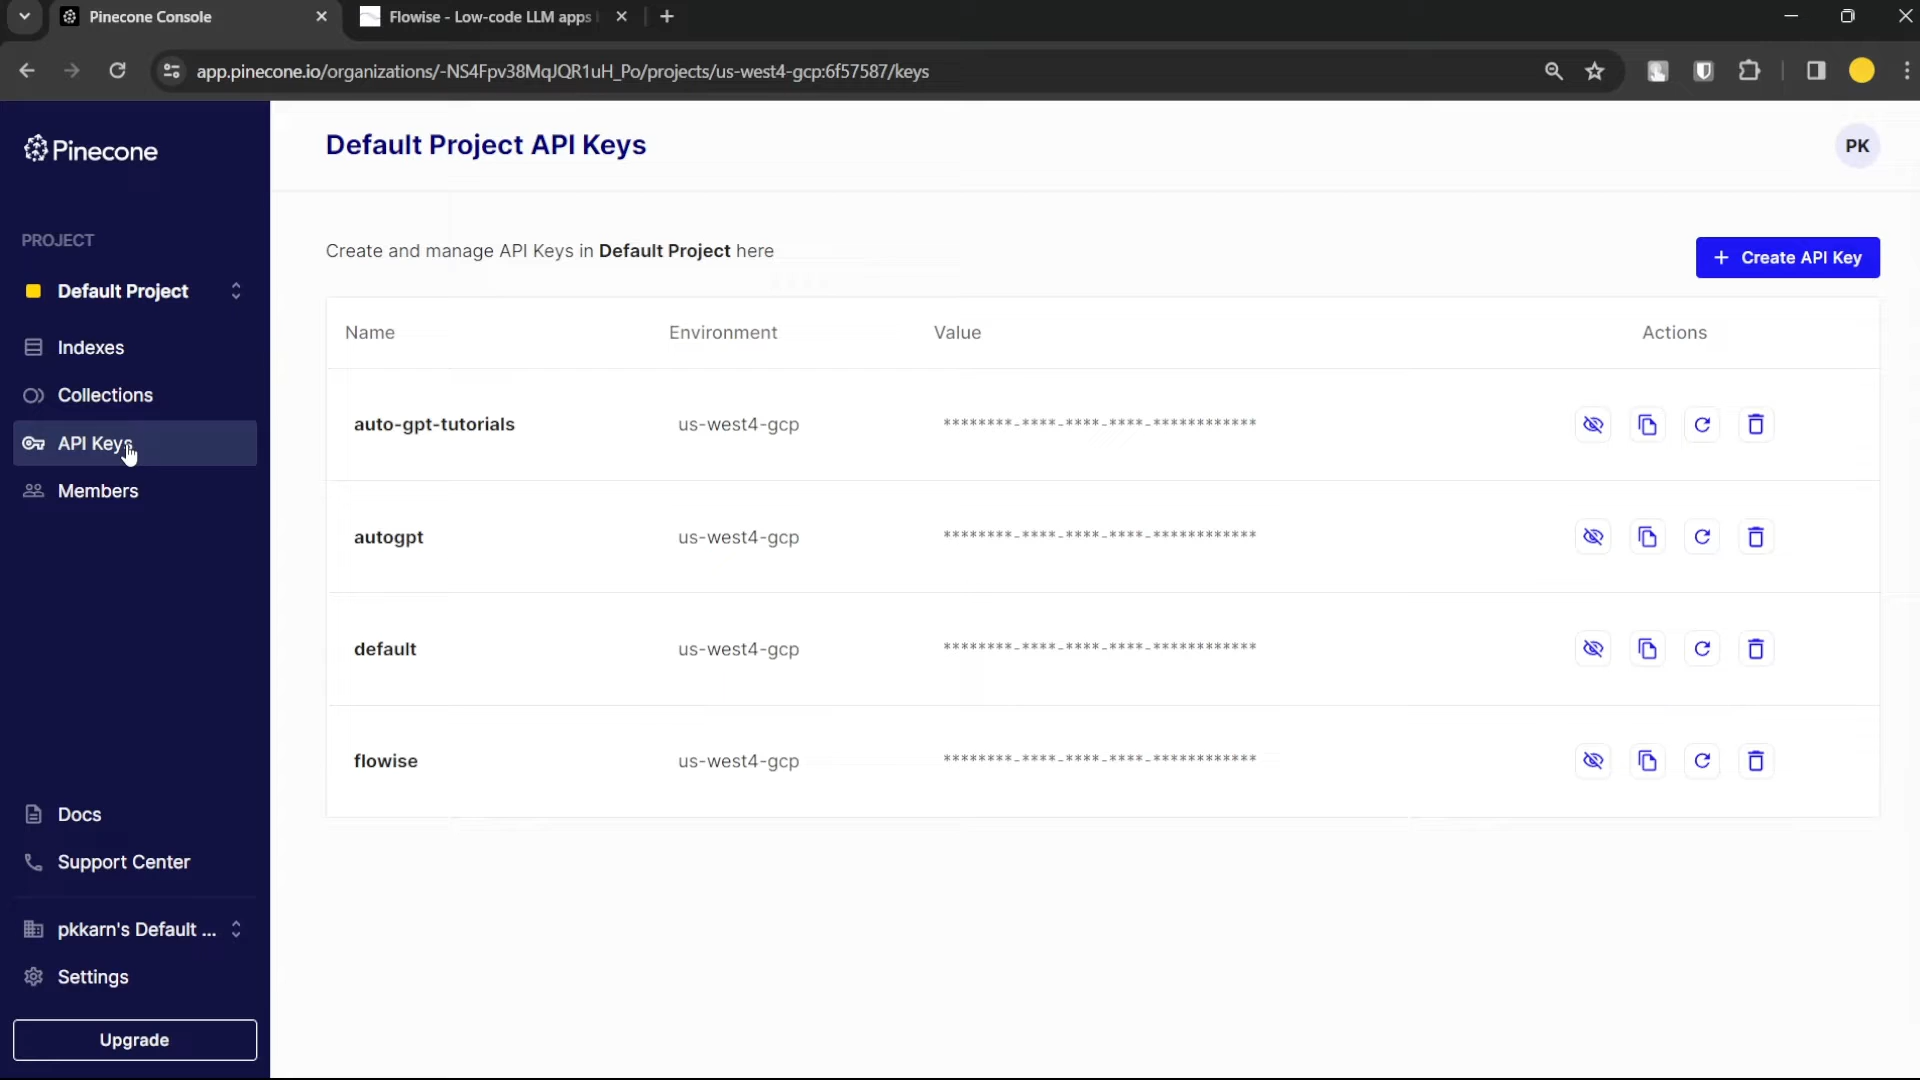 Pinecone Console
Flowise - Low-code LLM apps
app.pinecone.io/organizations/-NS4Fpv38MqJQR1uH_Po/projects/us-west4-gcp:6f57587/keys
Pinecone
Default Project API Keys
PK
PROJECT
Default Project
Indexes
Collections
API Keys
Members
Docs
Support Center
pkkarn's Default ...
Settings
Upgrade
Create and manage API Keys in Default Project here
+ Create API Key
Name Environment Value Actions
auto-gpt-tutorials us-west4-gcp ********-****-****-****-************
autogpt us-west4-gcp ********-****-****-****-************
default us-west4-gcp ********-****-****-****-************
flowise us-west4-gcp ********-****-****-****-************